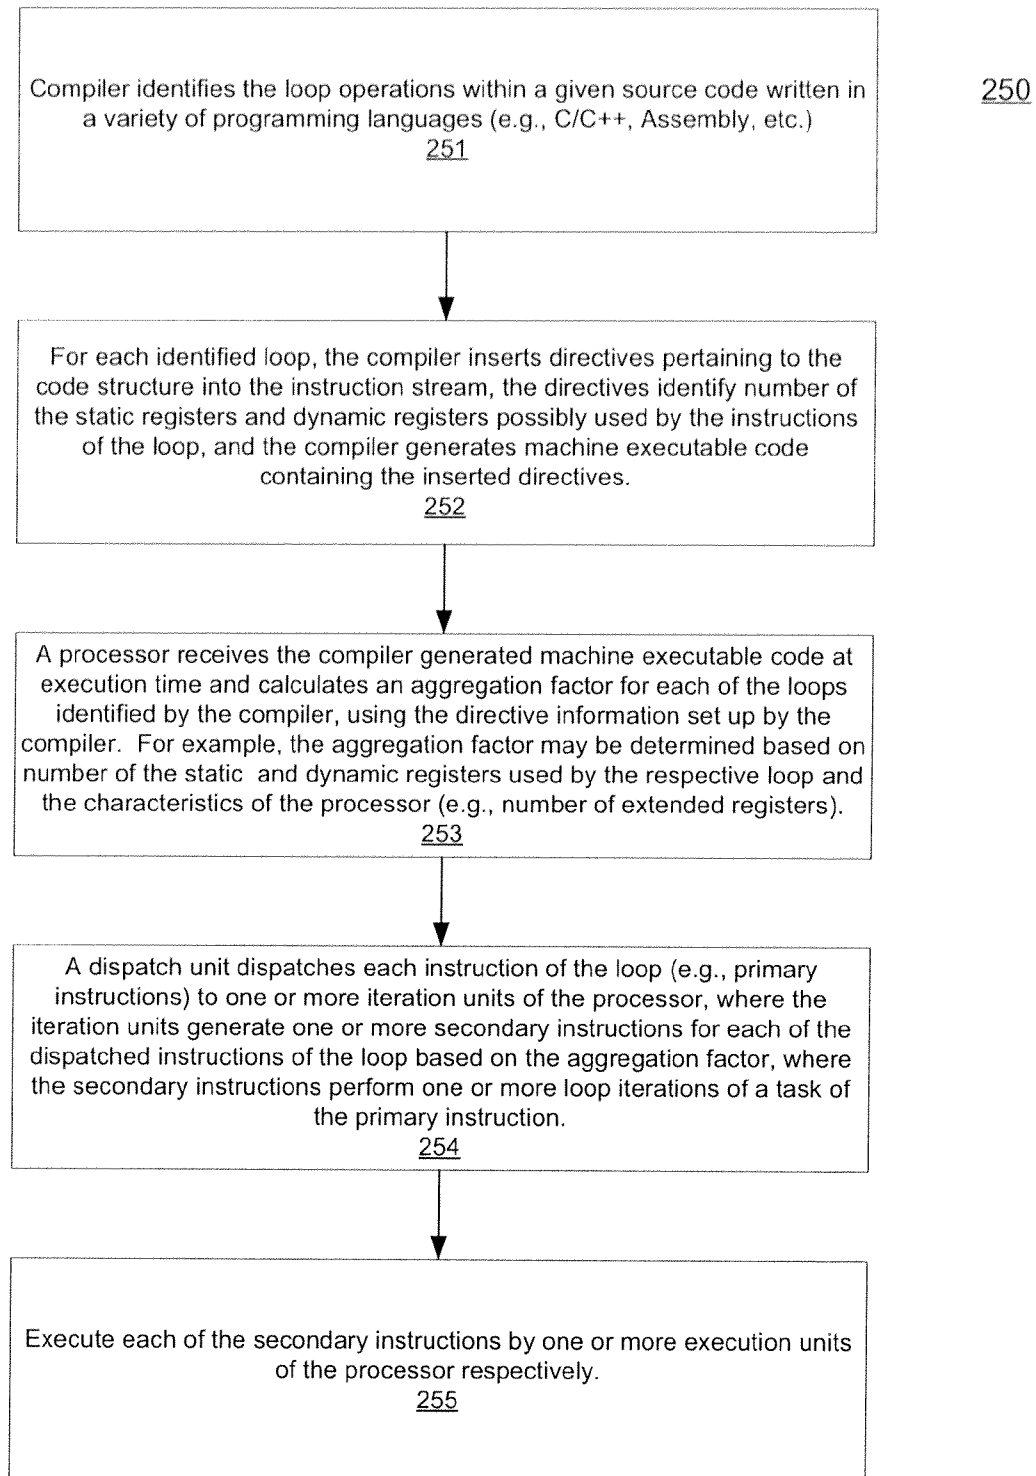 Compiler identifies the loop operations within a given source code written in
a variety of programming languages (e.g., C/C++, Assembly, etc.)
251
250
For each identified loop, the compiler inserts directives pertaining to the
code structure into the instruction stream, the directives identify number of
the static registers and dynamic registers possibly used by the instructions
of the loop, and the compiler generates machine executable code
containing the inserted directives.
252
A processor receives the compiler generated machine executable code at
execution time and calculates an aggregation factor for each of the loops
identified by the compiler, using the directive information set up by the
compiler. For example, the aggregation factor may be determined based on
number of the static and dynamic registers used by the respective loop and
the characteristics of the processor (e.g., number of extended registers).
253
A dispatch unit dispatches each instruction of the loop (e.g., primary
instructions) to one or more iteration units of the processor, where the
iteration units generate one or more secondary instructions for each of the
dispatched instructions of the loop based on the aggregation factor, where
the secondary instructions perform one or more loop iterations of a task of
the primary instruction.
254
Execute each of the secondary instructions by one or more execution units
of the processor respectively.
255